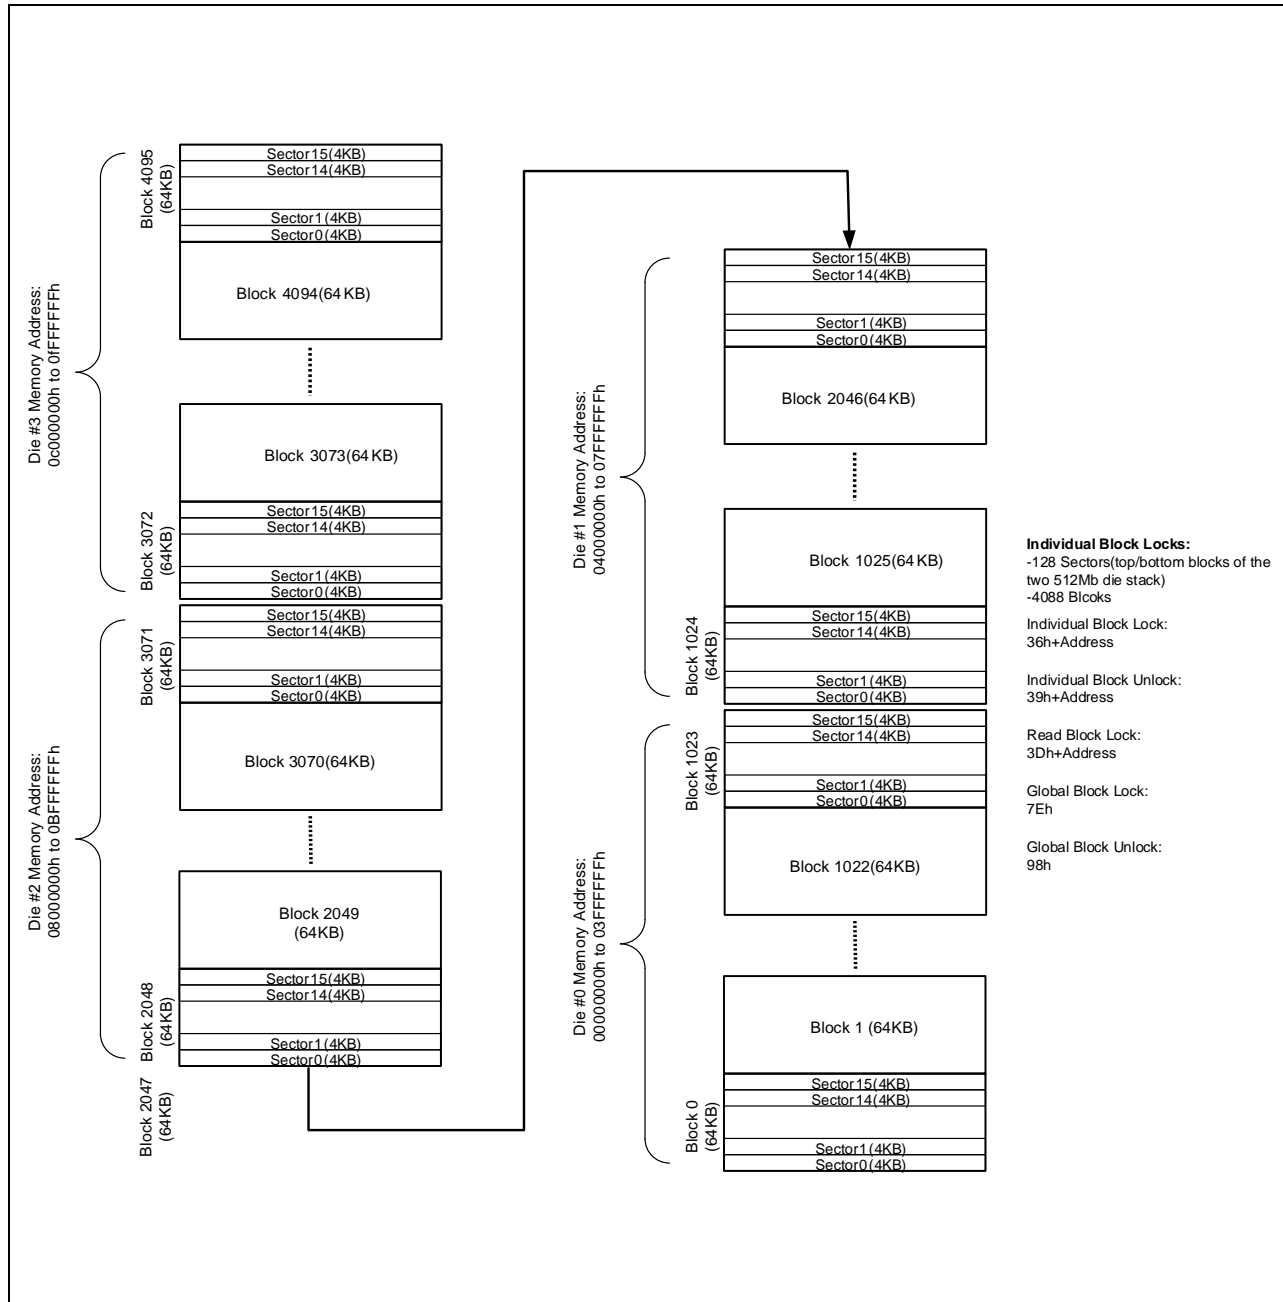 Die #3 Memory Address:
0c000000h to 0fFFFFFFh
Block 4095
(64KB)
Sector15(4KB)
Sector14(4KB)
Sector1(4KB)
Sector0(4KB)
Block 4094(64KB)
Block 3073(64KB)
Block 3072
(64KB)
Sector15(4KB)
Sector14(4KB)
Sector1(4KB)
Sector0(4KB)
Die #2 Memory Address:
0800000h to 0BFFFFFFh
Block 3071
(64KB)
Sector15(4KB)
Sector14(4KB)
Sector1(4KB)
Sector0(4KB)
Block 3070(64KB)
Block 2049
(64KB)
Block 2048
(64KB)
Sector15(4KB)
Sector14(4KB)
Sector1(4KB)
Sector0(4KB)
Block 2047
(64KB)
Die #1 Memory Address:
04000000h to 07FFFFFFh
Sector15(4KB)
Sector14(4KB)
Sector1(4KB)
Sector0(4KB)
Block 2046(64KB)
Block 1025(64KB)
Block 1024
(64KB)
Sector15(4KB)
Sector14(4KB)
Sector1(4KB)
Sector0(4KB)
Die #0 Memory Address:
0000000h to 03FFFFFFh
Block 1023
(64KB)
Sector15(4KB)
Sector14(4KB)
Sector1(4KB)
Sector0(4KB)
Block 1022(64KB)
Block 1 (64KB)
Block 0
(64KB)
Sector15(4KB)
Sector14(4KB)
Sector1(4KB)
Sector0(4KB)
Individual Block Locks:
-128 Sectors(top/bottom blocks of the
two 512Mb die stack)
-4088 Blcoks
Individual Block Lock:
36h+Address
Individual Block Unlock:
39h+Address
Read Block Lock:
3Dh+Address
Global Block Lock:
7Eh
Global Block Unlock:
98h